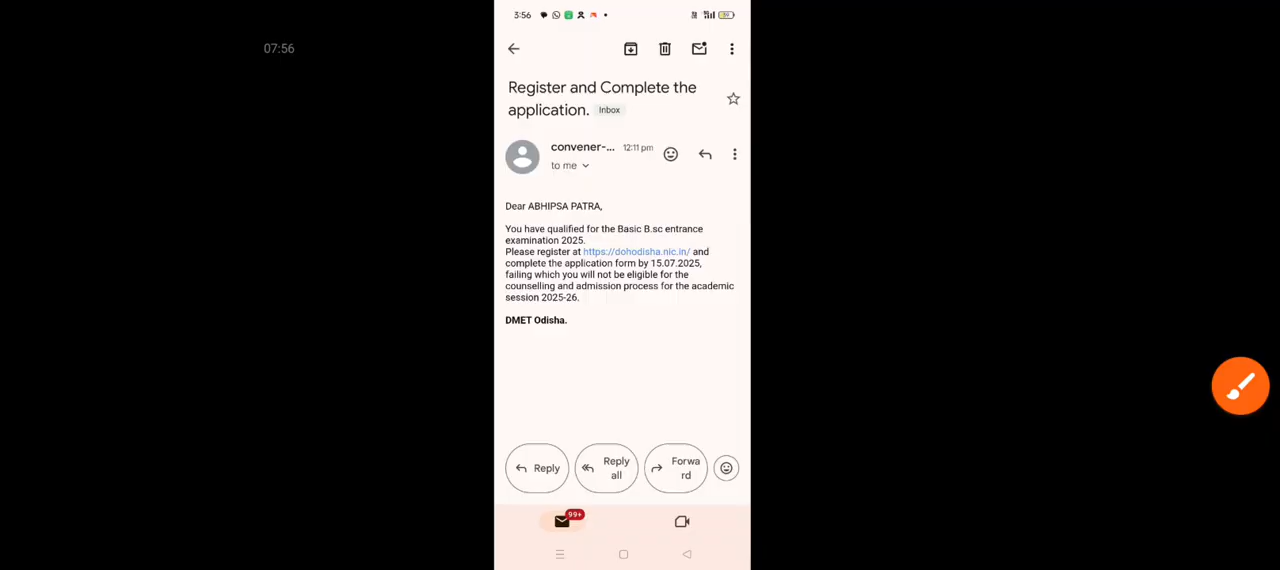 07:56
3:56
Register and Complete the
application. Inbox
convener-... 12:11 pm
to me
Dear ABHIPSA PATRA,
You have qualified for the Basic B.sc entrance
examination 2025.
Please register at https://dohodisha.nic.in/ and
complete the application form by 15.07.2025,
failing which you will not be eligible for the
counselling and admission process for the academic
session 2025-26.
DMET Odisha.
Reply
Reply
all
Forwa
rd
99+